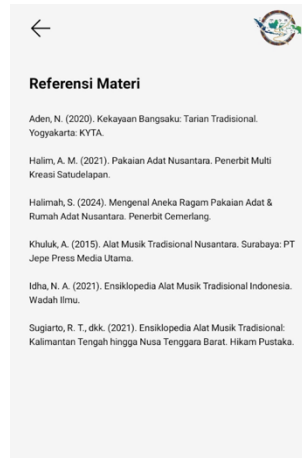 Referensi Materi
Aden, N. (2020). Kekayaan Bangsaku: Tarian Tradisional.
Yogyakarta: KYTA.
Halim, A. M. (2021). Pakaian Adat Nusantara. Penerbit Multi
Kreasi Satudelapan.
Halimah, S. (2024). Mengenal Aneka Ragam Pakaian Adat &
Rumah Adat Nusantara. Penerbit Cemerlang.
Khuluk, A. (2015). Alat Musik Tradisional Nusantara. Surabaya: PT
Jepe Press Media Utama.
Idha, N. A. (2021). Ensiklopedia Alat Musik Tradisional Indonesia.
Wadah Ilmu.
Sugiarto, R. T., dkk. (2021). Ensiklopedia Alat Musik Tradisional:
Kalimantan Tengah hingga Nusa Tenggara Barat. Hikam Pustaka.